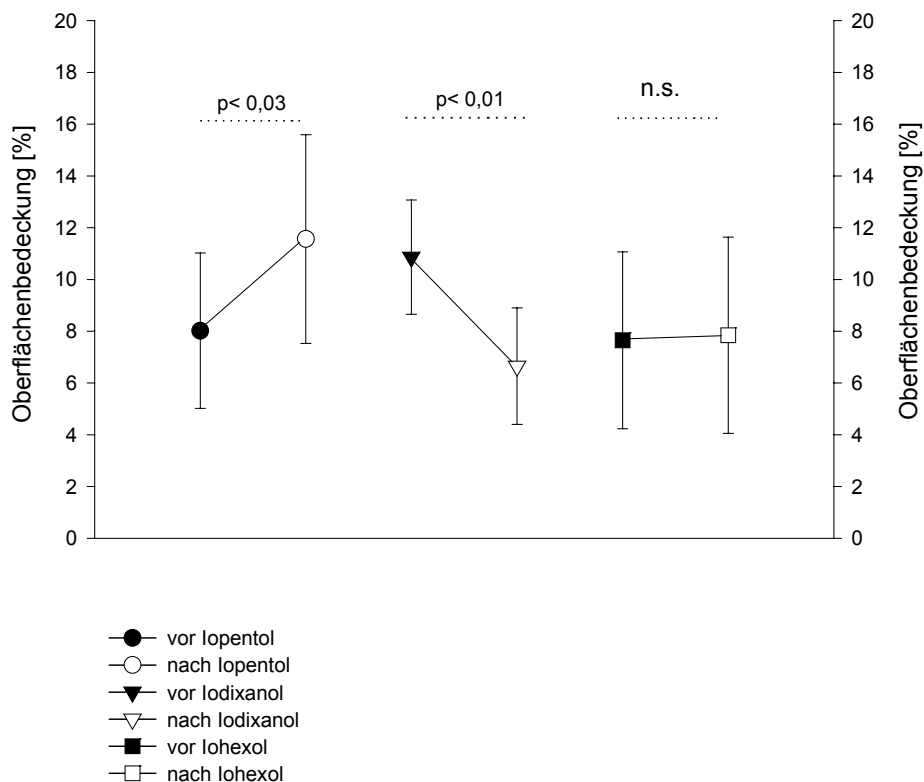 20
18
16
14
12
10
8
6
4
2
0
Oberflächenbedeckung [%]
p< 0,03
p< 0,01
n.s.
20
18
16
14
12
10
8
6
4
2
0
Oberflächenbedeckung [%]
vor Iopentol
nach Iopentol
vor Iodixanol
nach Iodixanol
vor Iohexol
nach Iohexol